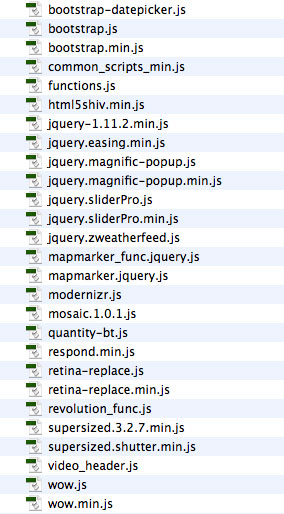 bootstrap-datepicker.js
bootstrap.js
bootstrap.min.js
common_scripts_min.js
functions.js
html5shiv.min.js
jquery-1.11.2.min.js
jquery.easing.min.js
jquery.magnific-popup.js
jquery.magnific-popup.min.js
jquery.sliderPro.js
jquery.sliderPro.min.js
jquery.zweatherfeed.js
mapmarker_func.jquery.js
mapmarker.jquery.js
modernizr.js
mosaic.1.0.1.js
quantity-bt.js
respond.min.js
retina-replace.js
retina-replace.min.js
revolution_func.js
supersized.3.2.7.min.js
supersized.shutter.min.js
video_header.js
wow.js
wow.min.js